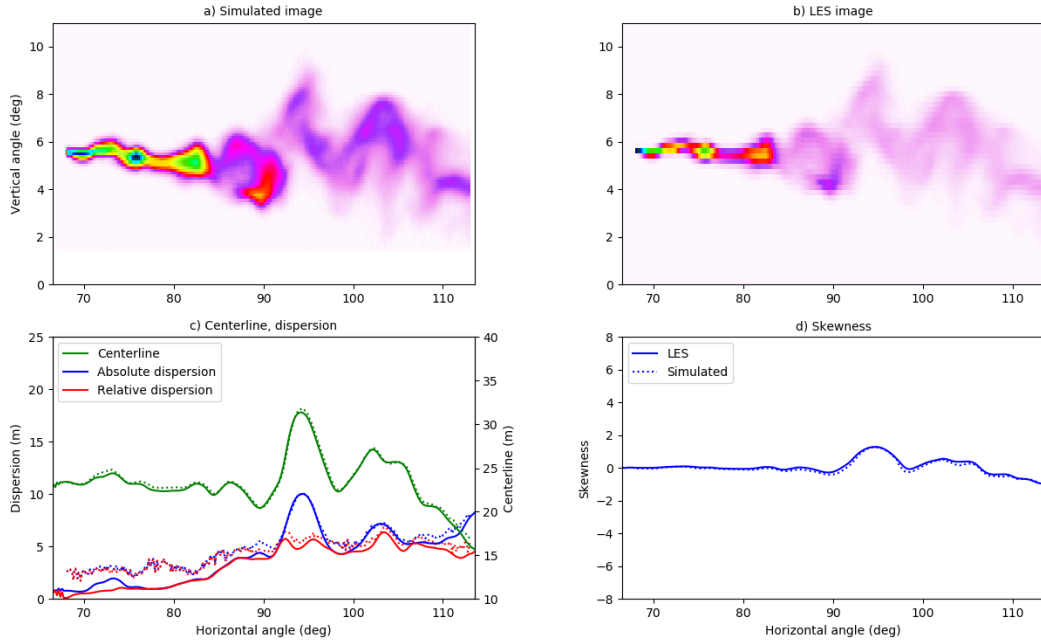 a) Simulated image
b) LES image
Vertical angle (deg)
10
8
6
4
2
0
70 80 90 100 110
10
8
6
4
2
0
70 80 90 100 110
c) Centerline, dispersion
d) Skewness
Dispersion (m)
25
20
15
10
5
0
Centerline
Absolute dispersion
Relative dispersion
40
35
30
25
20
15
10
Centerline (m)
70 80 90 100 110
Horizontal angle (deg)
Skewness
8
6
4
2
0
−2
−4
−6
−8
LES
Simulated
70 80 90 100 110
Horizontal angle (deg)